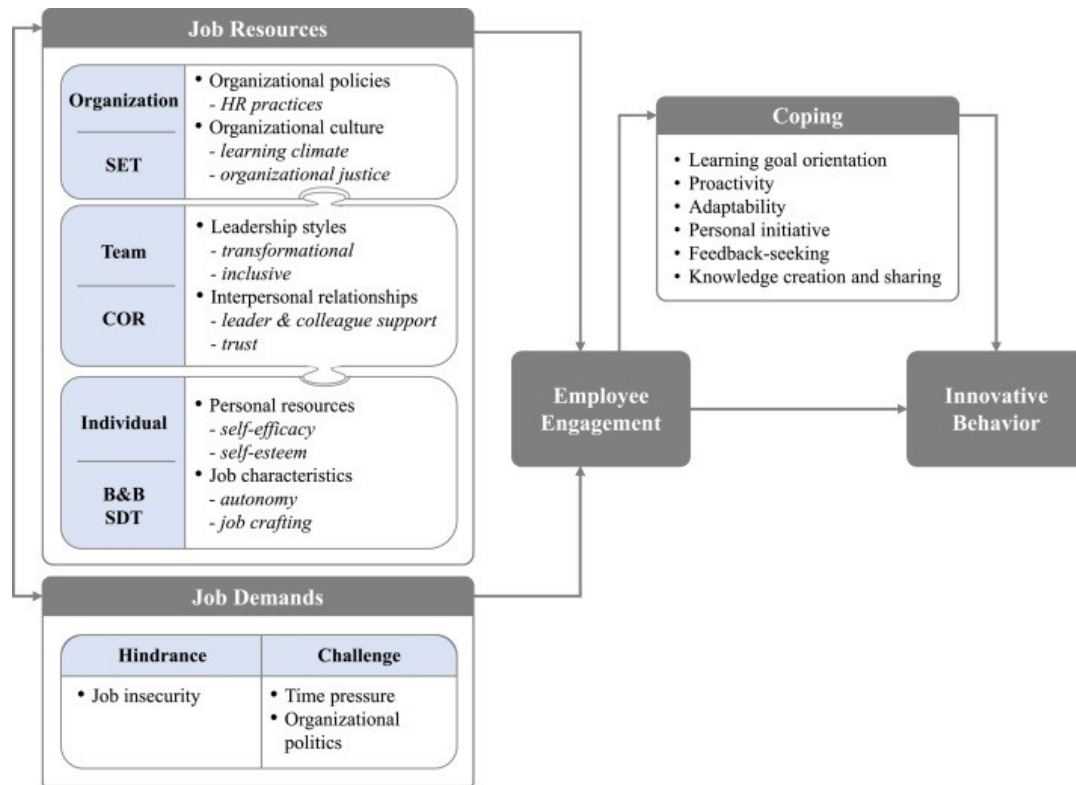 Job Resources
Organization
SET
• Organizational policies
- HR practices
• Organizational culture
- learning climate
- organizational justice
Team
COR
• Leadership styles
- transformational
- inclusive
• Interpersonal relationships
- leader & colleague support
- trust
Individual
B&B
SDT
• Personal resources
- self-efficacy
- self-esteem
• Job characteristics
- autonomy
- job crafting
Job Demands
Hindrance
• Job insecurity
Challenge
• Time pressure
• Organizational
politics
Employee
Engagement
Coping
• Learning goal orientation
• Proactivity
• Adaptability
• Personal initiative
• Feedback-seeking
• Knowledge creation and sharing
Innovative
Behavior